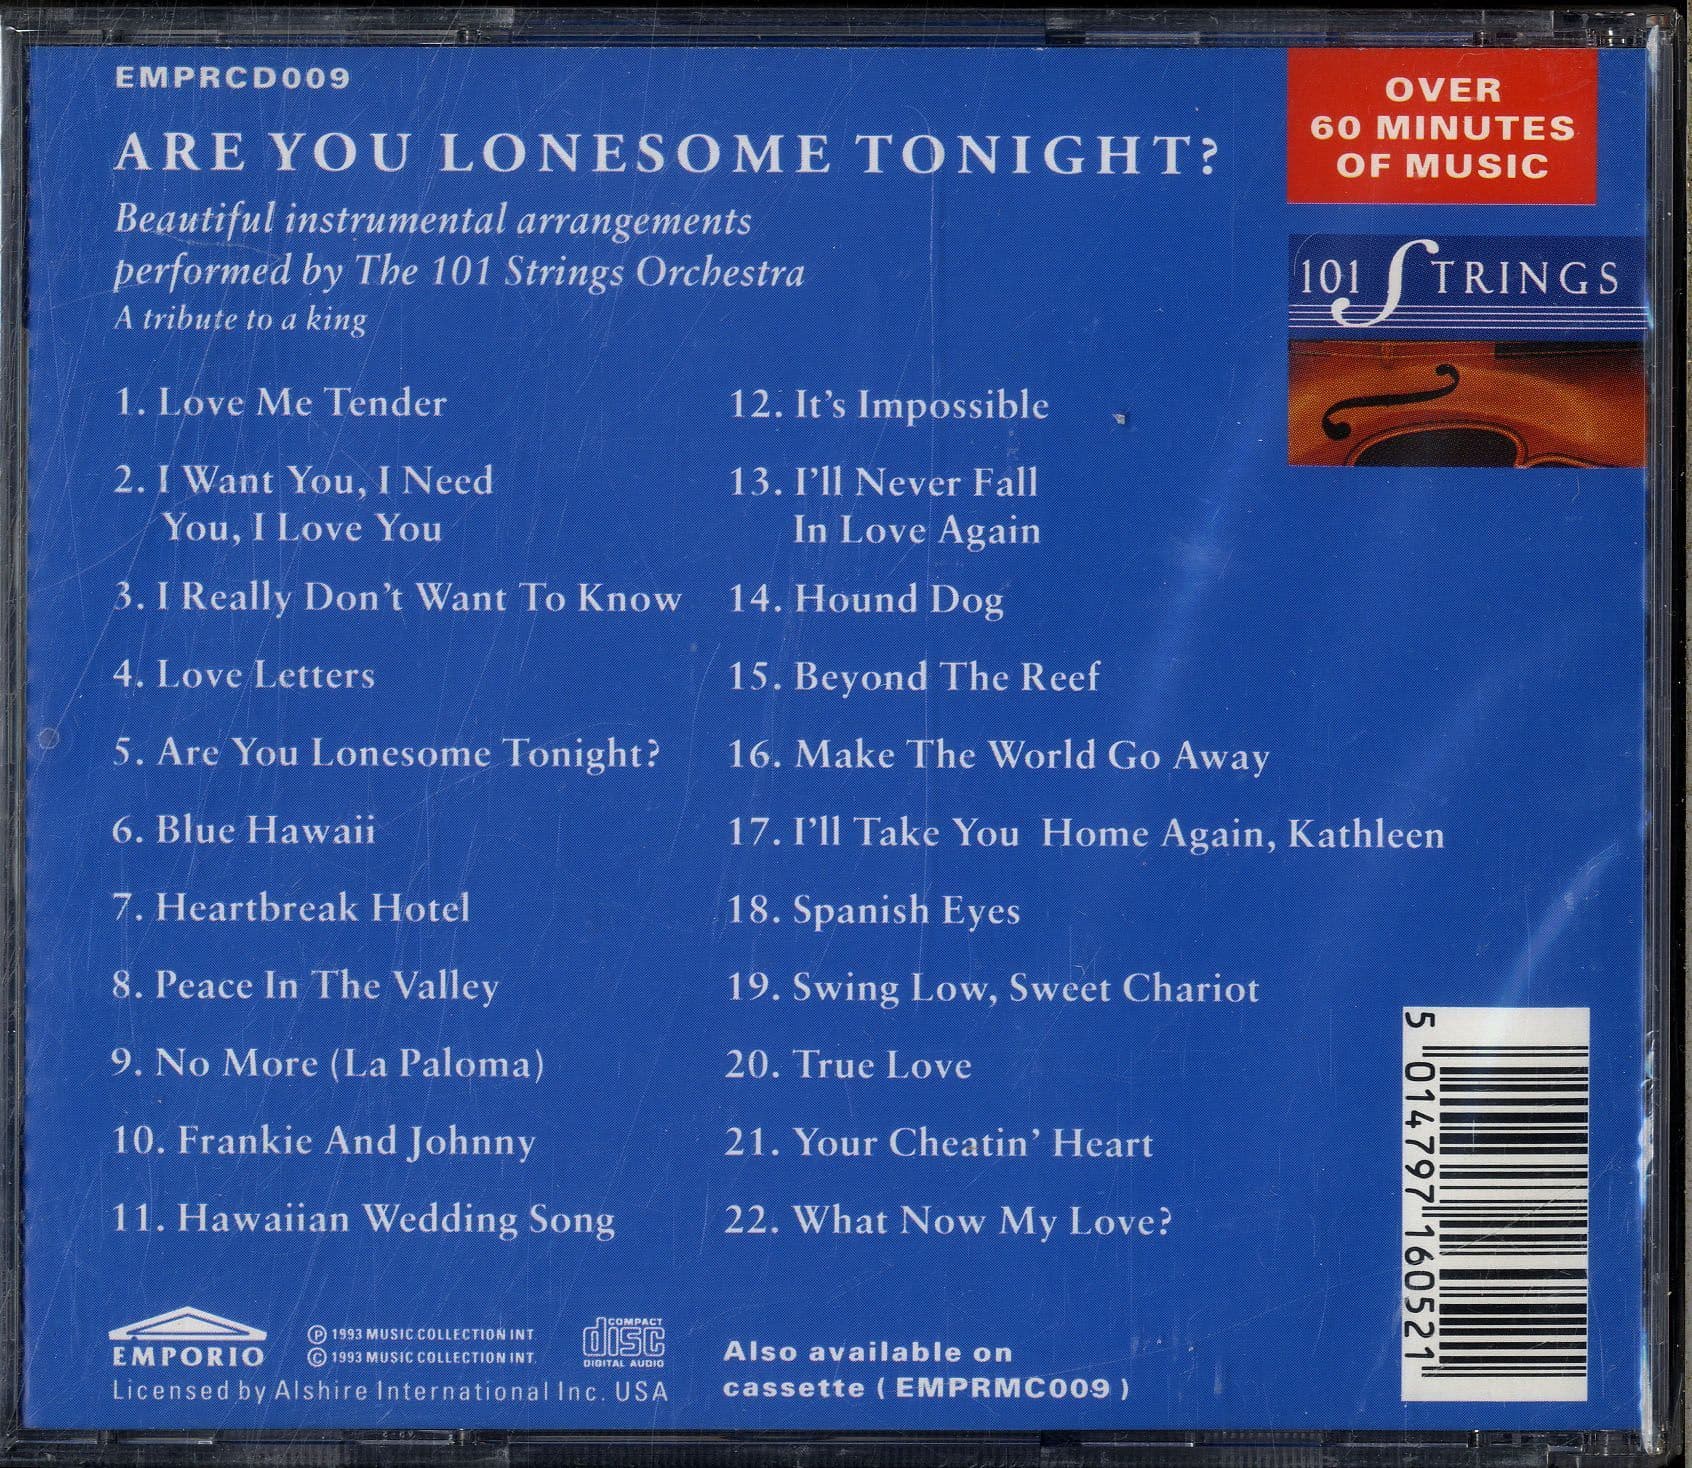 EMPRCD009
ARE YOU LONESOME TONIGHT?
Beautiful instrumental arrangements
performed by The 101 Strings Orchestra
A tribute to a king
OVER
60 MINUTES
OF MUSIC
101 STRINGS
1. Love Me Tender
2. I Want You, I Need
You, I Love You
3. I Really Don't Want To Know
4. Love Letters
5. Are You Lonesome Tonight?
6. Blue Hawaii
7. Heartbreak Hotel
8. Peace In The Valley
9. No More (La Paloma)
10. Frankie And Johnny
11. Hawaiian Wedding Song
12. It's Impossible
13. I'll Never Fall
In Love Again
14. Hound Dog
15. Beyond The Reef
16. Make The World Go Away
17. I'll Take You Home Again, Kathleen
18. Spanish Eyes
19. Swing Low, Sweet Chariot
20. True Love
21. Your Cheatin' Heart
22. What Now My Love?
EMPORIO
℗ 1993 MUSIC COLLECTION INT.
© 1993 MUSIC COLLECTION INT.
COMPACT
disc
DIGITAL AUDIO
Licensed by Alshire International Inc. USA
Also available on
cassette ( EMPRMC009 )
5 014797 160521